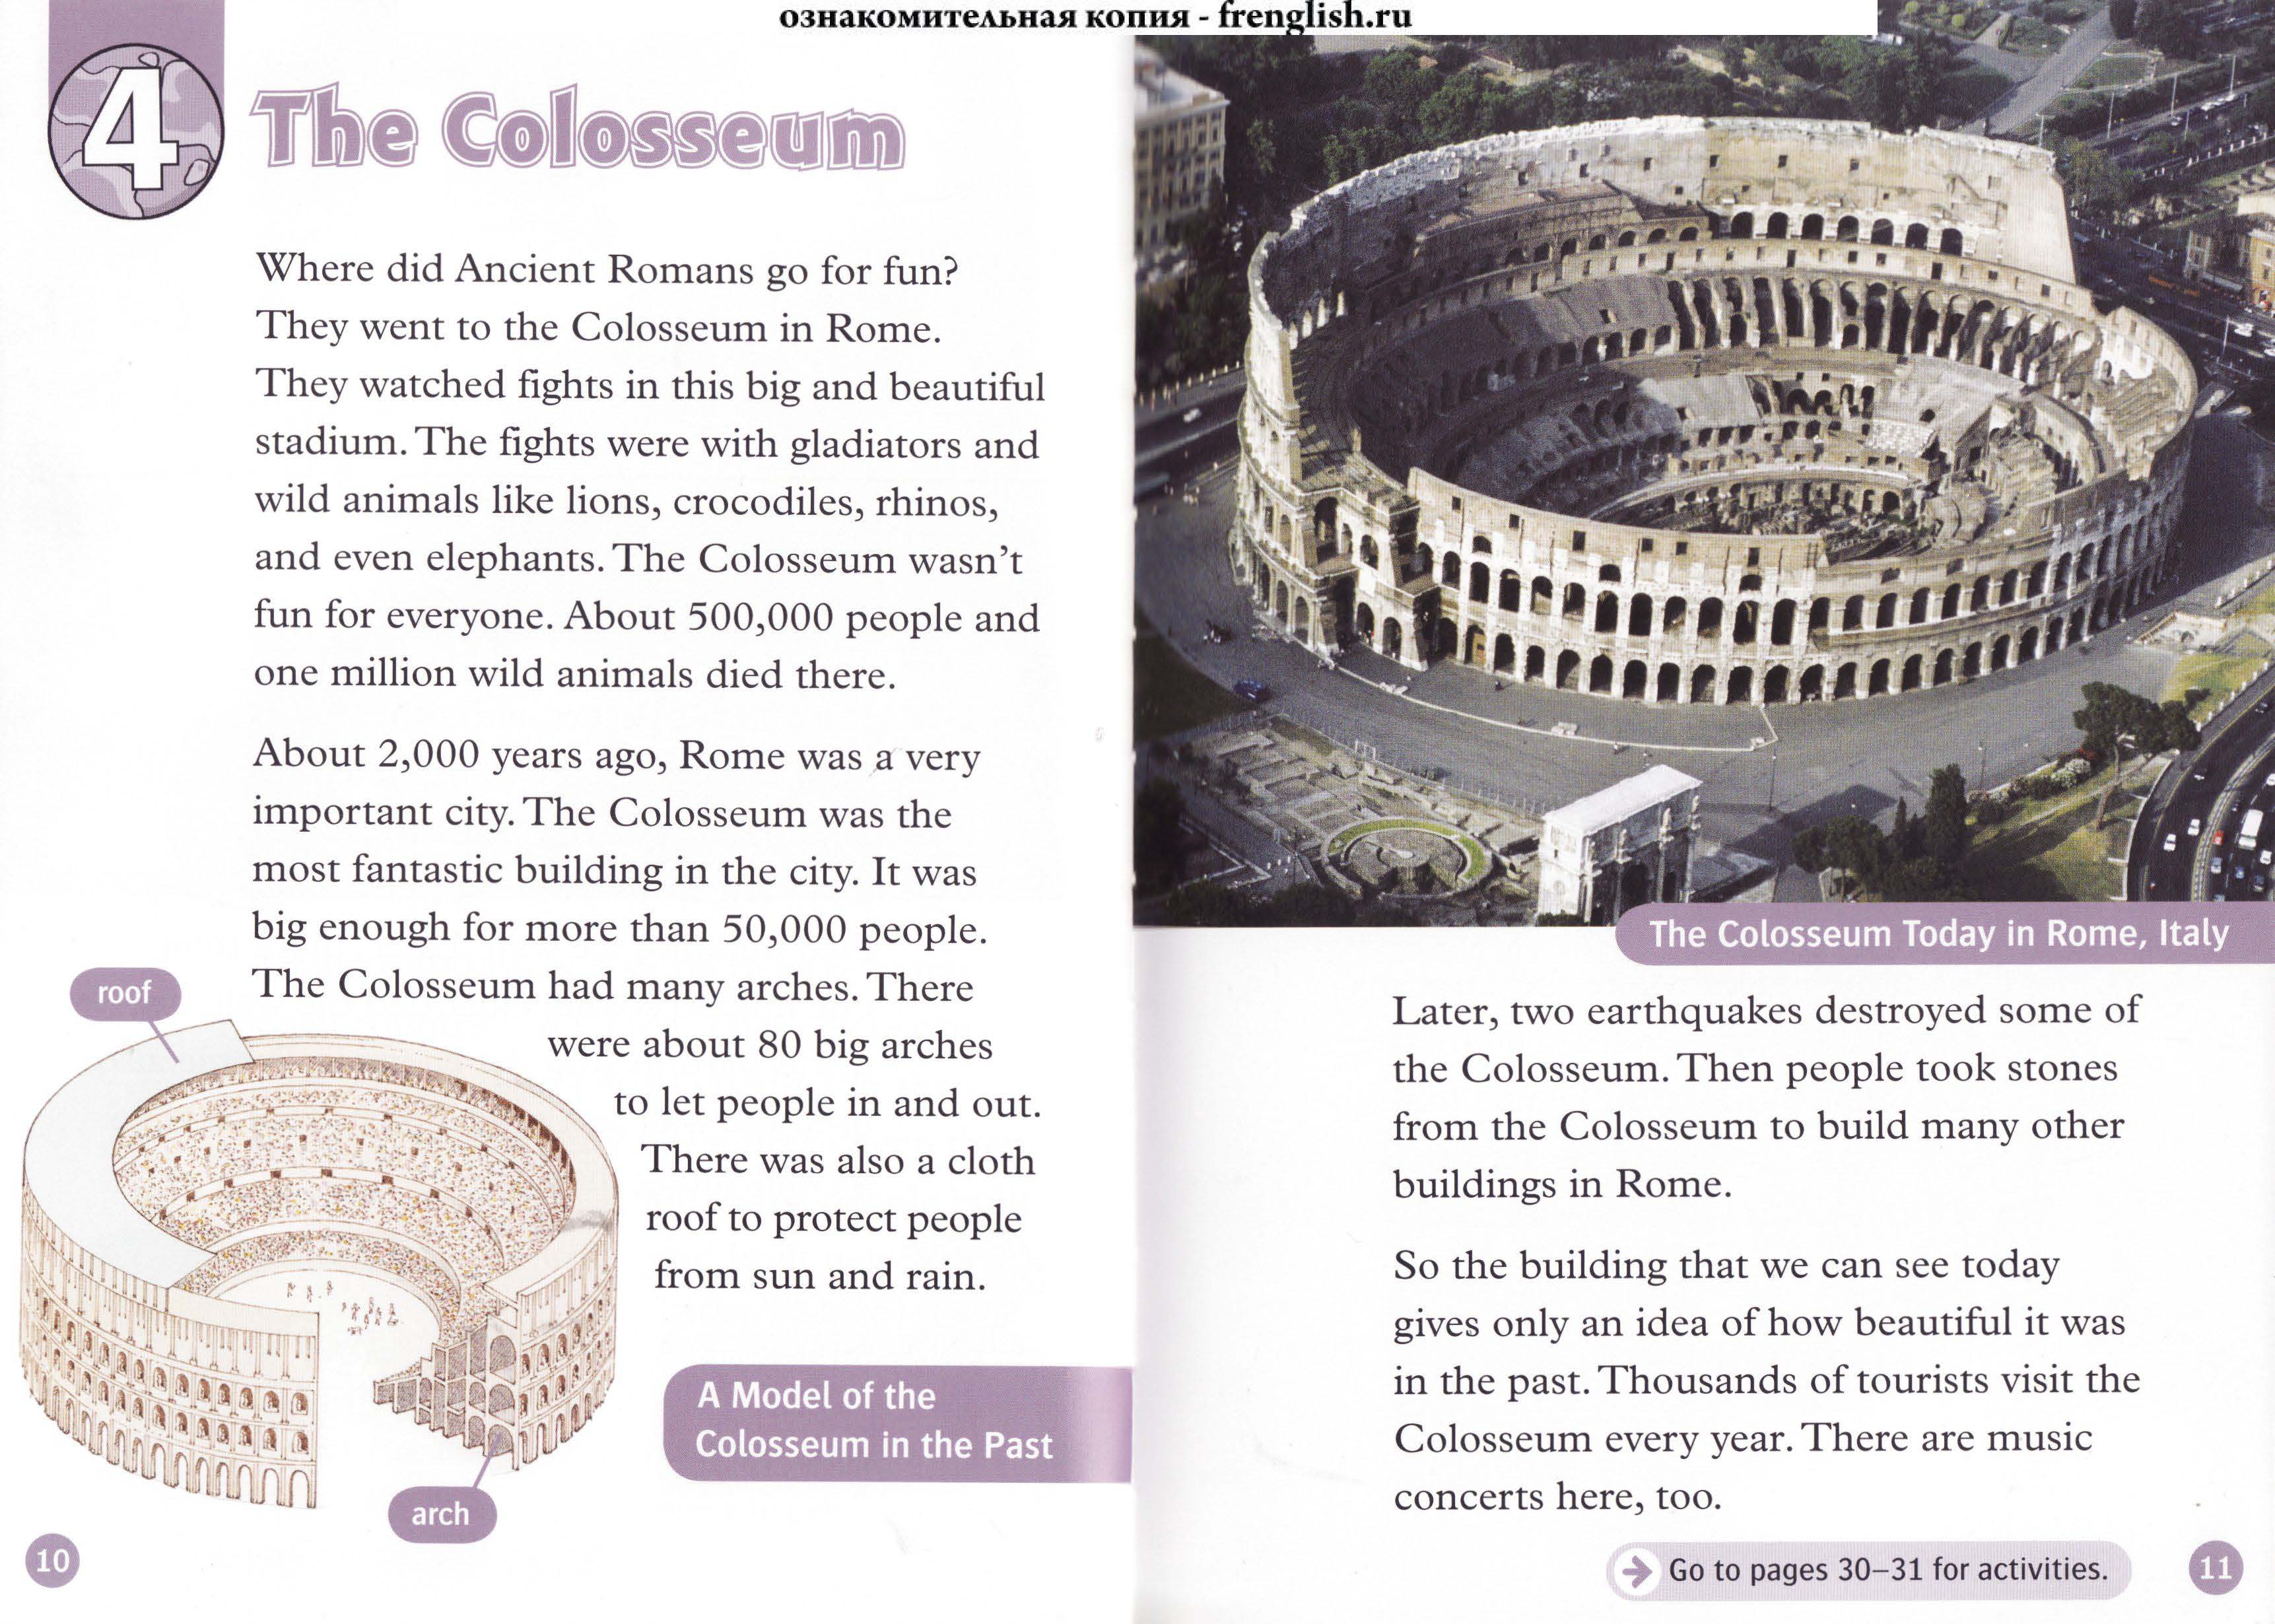 ознакомительная копия - frenglish.ru
4
The Colosseum
Where did Ancient Romans go for fun?
They went to the Colosseum in Rome.
They watched fights in this big and beautiful
stadium. The fights were with gladiators and
wild animals like lions, crocodiles, rhinos,
and even elephants. The Colosseum wasn't
fun for everyone. About 500,000 people and
one million wild animals died there.
About 2,000 years ago, Rome was a very
important city. The Colosseum was the
most fantastic building in the city. It was
big enough for more than 50,000 people.
The Colosseum had many arches. There
were about 80 big arches
to let people in and out.
There was also a cloth
roof to protect people
from sun and rain.
roof
arch
A Model of the
Colosseum in the Past
10
The Colosseum Today in Rome, Italy
Later, two earthquakes destroyed some of
the Colosseum. Then people took stones
from the Colosseum to build many other
buildings in Rome.
So the building that we can see today
gives only an idea of how beautiful it was
in the past. Thousands of tourists visit the
Colosseum every year. There are music
concerts here, too.
Go to pages 30–31 for activities.
11